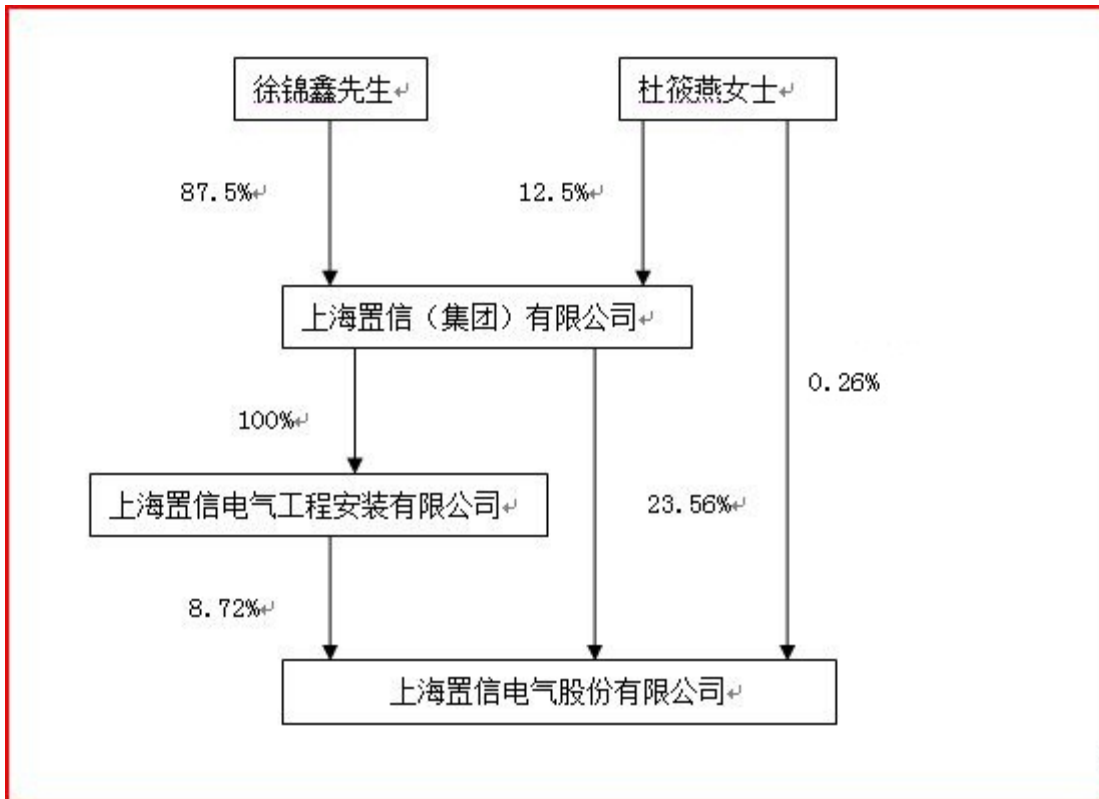 徐锦鑫先生
杜筱燕女士
87.5%
12.5%
上海置信（集团）有限公司
0.26%
100%
上海置信电气工程安装有限公司
23.56%
8.72%
上海置信电气股份有限公司